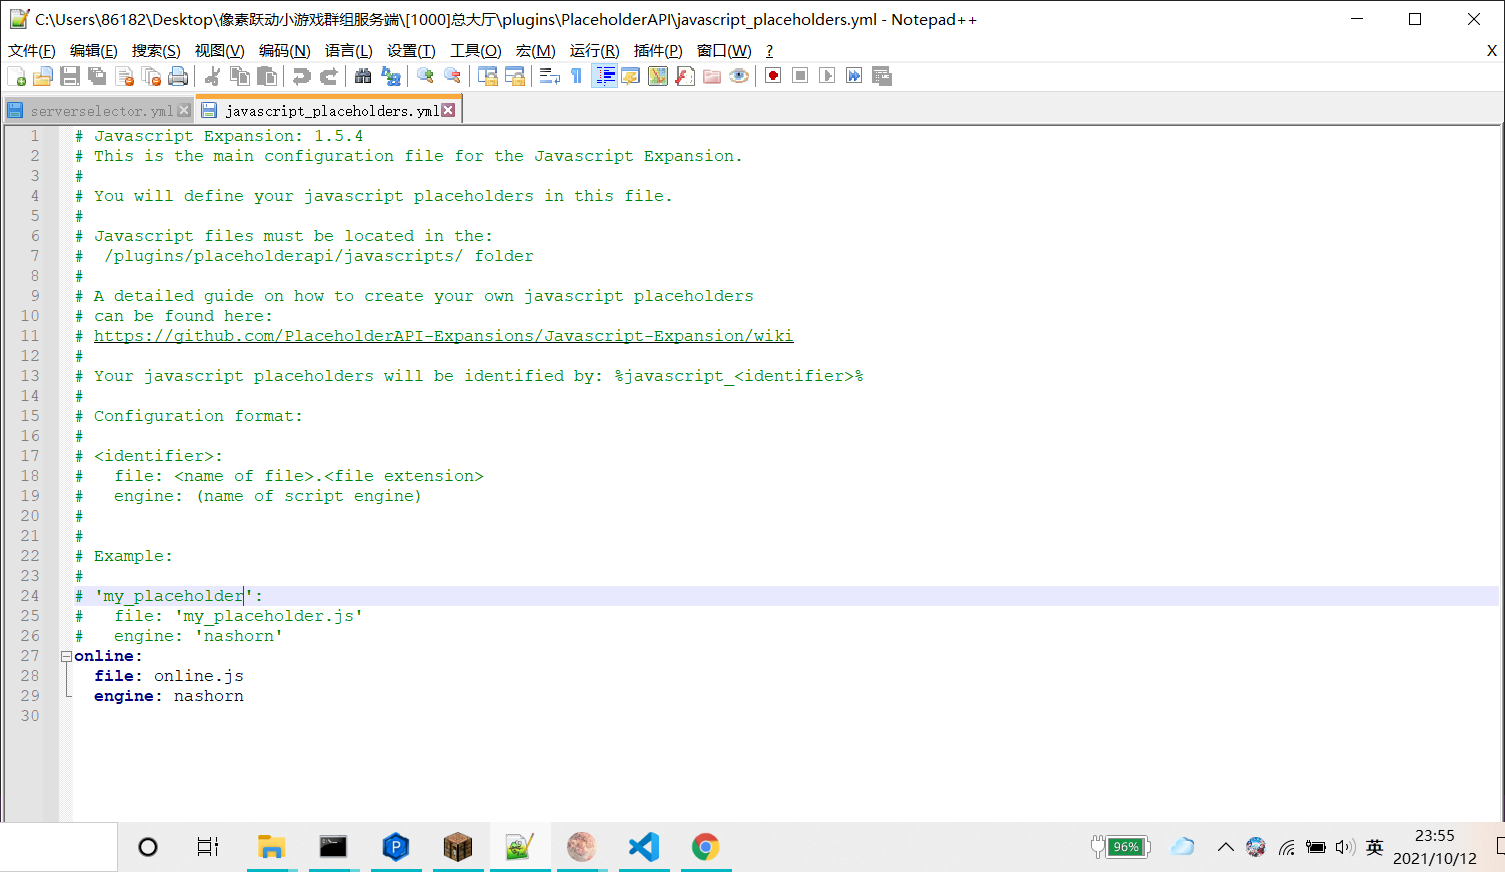 C:\Users\86182\Desktop\像素跃动小游戏群组服务端\[1000]总大厅\plugins\PlaceholderAPI\javascript_placeholders.yml - Notepad++
文件(F) 编辑(E) 搜索(S) 视图(V) 编码(N) 语言(L) 设置(T) 工具(O) 宏(M) 运行(R) 插件(P) 窗口(W) ? X
serverselector.yml javascript_placeholders.yml
1 # Javascript Expansion: 1.5.4
2 # This is the main configuration file for the Javascript Expansion.
3 #
4 # You will define your javascript placeholders in this file.
5 #
6 # Javascript files must be located in the:
7 #  /plugins/placeholderapi/javascripts/ folder
8 #
9 # A detailed guide on how to create your own javascript placeholders
10 # can be found here:
11 # https://github.com/PlaceholderAPI-Expansions/Javascript-Expansion/wiki
12 #
13 # Your javascript placeholders will be identified by: %javascript_<identifier>%
14 #
15 # Configuration format:
16 #
17 # <identifier>:
18 #   file: <name of file>.<file extension>
19 #   engine: (name of script engine)
20 #
21 #
22 # Example:
23 #
24 # 'my_placeholder':
25 #   file: 'my_placeholder.js'
26 #   engine: 'nashorn'
27 online:
28   file: online.js
29   engine: nashorn
30
96% 英 23:55
2021/10/12